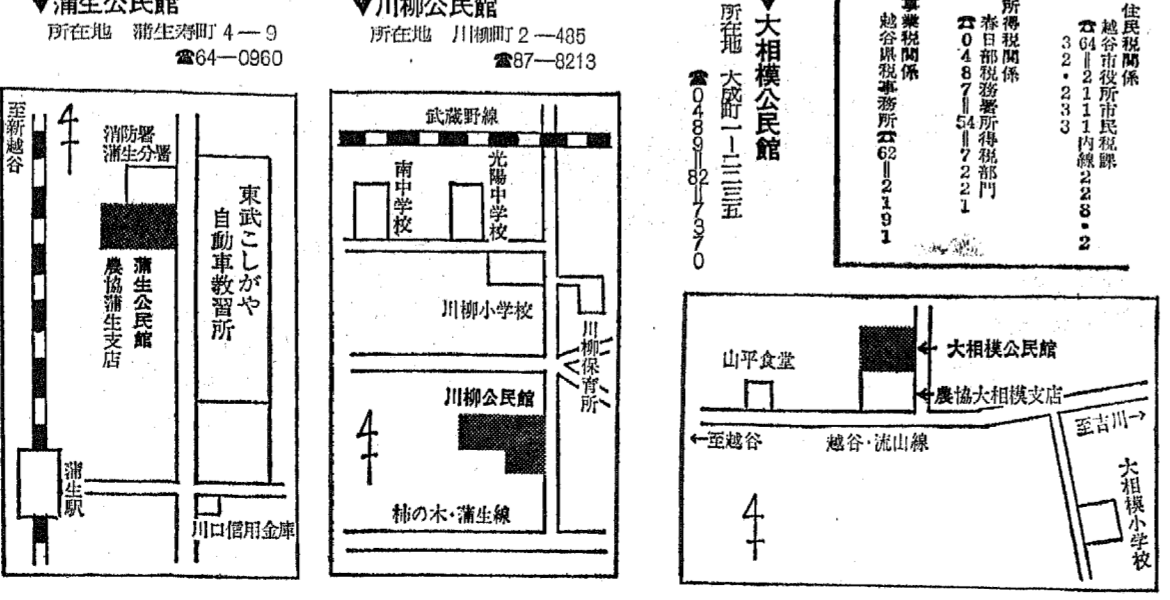 住民税関係
越谷市役所市民税課
☎64＝2111内線228・2
32・233
所得税関係
春日部税務署所得税部門
☎0487＝54＝7221
事業税関係
越谷県税事務所☎62＝2191
▼大相模公民館
所在地 大成町一ー二二三五
☎0489＝82＝7370
大相模公民館
農協大相模支店
山平食堂
←至越谷
越谷・流山線
至吉川→
大相模小学校
▼川柳公民館
所在地 川柳町2―485
☎87―8213
武蔵野線
光陽中学校
南中学校
川柳小学校
川柳保育所
川柳公民館
柿の木・蒲生線
▼蒲生公民館
所在地 蒲生寿町4―9
☎64―0960
至新越谷
消防署
蒲生分署
東武こしがや
自動車教習所
蒲生公民館
農協蒲生支店
蒲生駅
川口信用金庫